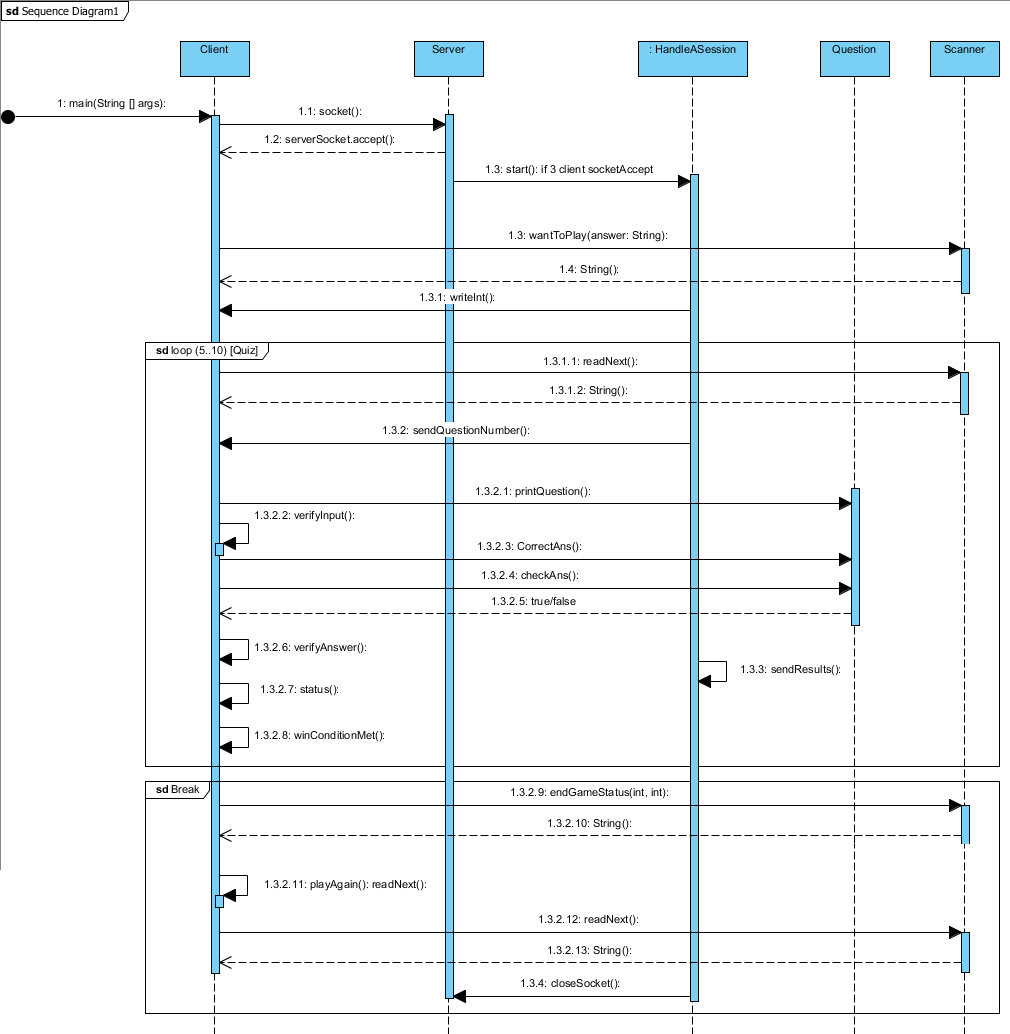 sd Sequence Diagram1
Client
Server
: HandleASession
Question
Scanner
1: main(String [] args):
1.1: socket():
1.2: serverSocket.accept():
1.3: start(): if 3 client socketAccept
1.3: wantToPlay(answer: String):
1.4: String():
1.3.1: writeInt():
sd loop (5..10) [Quiz]
1.3.1.1: readNext():
1.3.1.2: String():
1.3.2: sendQuestionNumber():
1.3.2.1: printQuestion():
1.3.2.2: verifyInput():
1.3.2.3: CorrectAns():
1.3.2.4: checkAns():
1.3.2.5: true/false
1.3.2.6: verifyAnswer():
1.3.3: sendResults():
1.3.2.7: status():
1.3.2.8: winConditionMet():
sd Break
1.3.2.9: endGameStatus(int, int):
1.3.2.10: String():
1.3.2.11: playAgain(): readNext():
1.3.2.12: readNext():
1.3.2.13: String():
1.3.4: closeSocket():